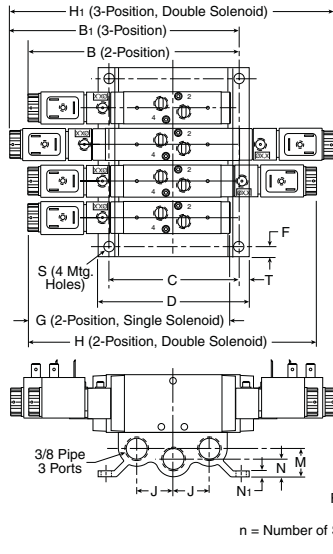 H1 (3-Position, Double Solenoid)
B1 (3-Position)
B (2-Position)
2
4
2
4
2
4
2
4
F
S (4 Mtg.
Holes)
C
T
D
G (2-Position, Single Solenoid)
H (2-Position, Double Solenoid)
3/8 Pipe
3 Ports
M
N
J
J
N1
n = Number of